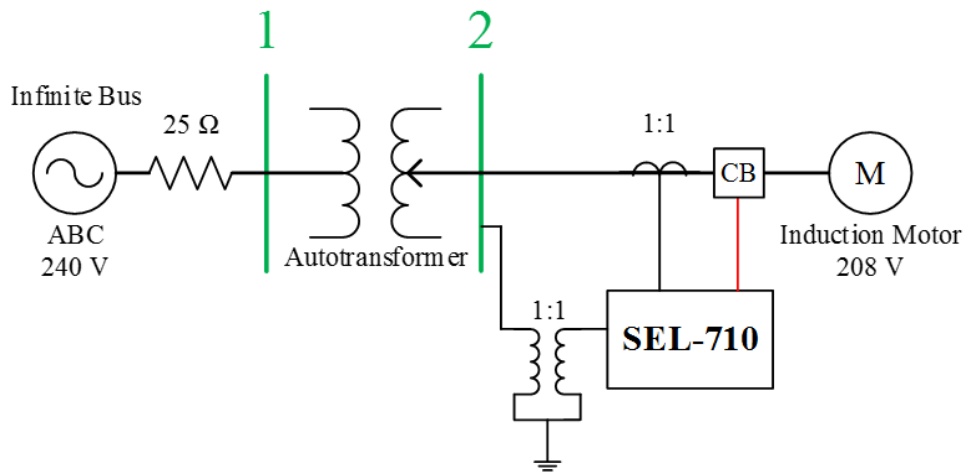 1
2
Infinite Bus
25 Ω
1:1
CB
M
ABC
240 V
Autotransformer
Induction Motor
208 V
1:1
SEL-710